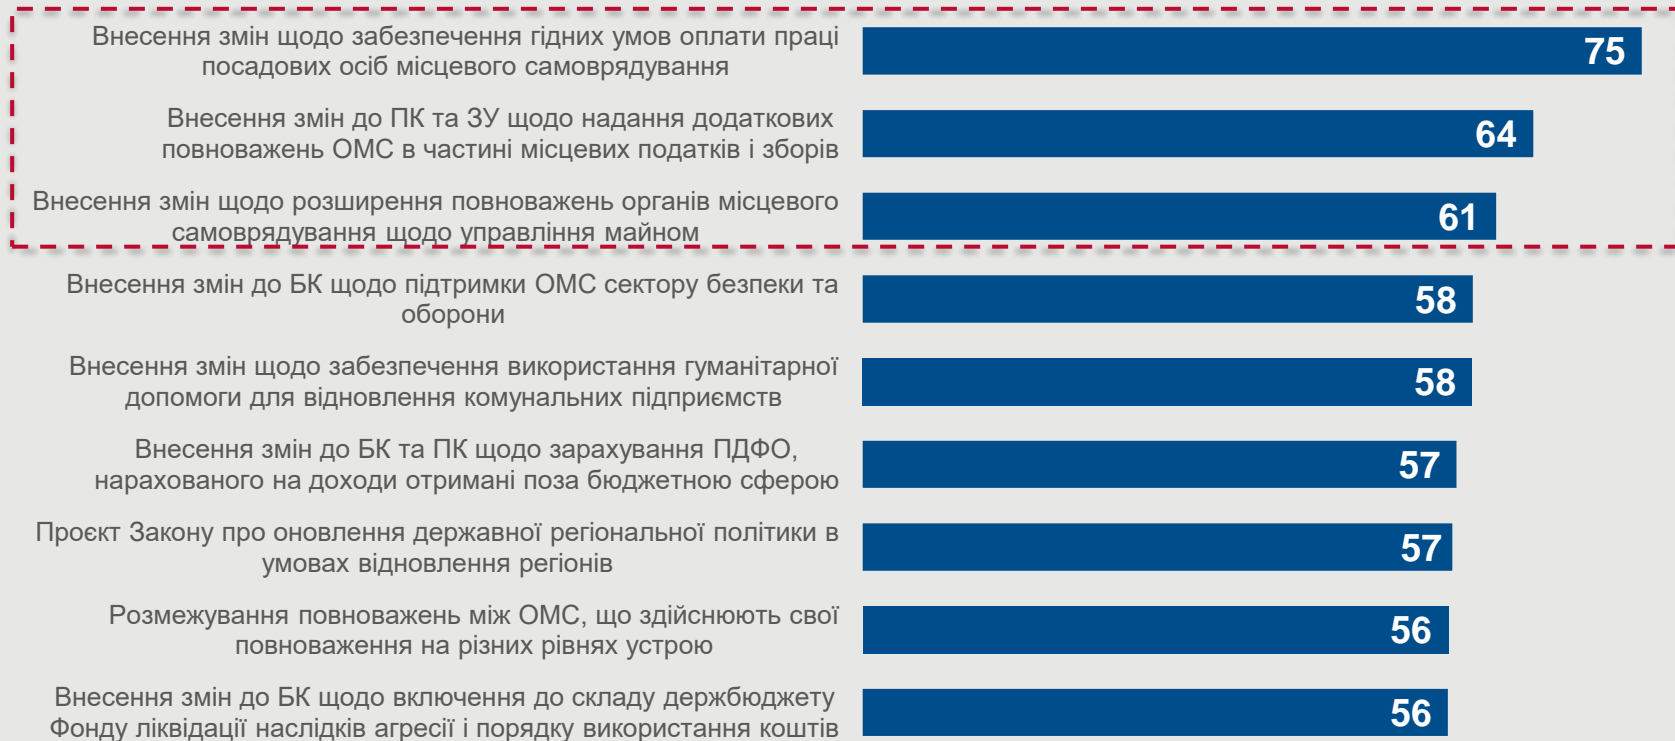 Внесення змін щодо забезпечення гідних умов оплати праці
посадових осіб місцевого самоврядування
75
Внесення змін до ПК та ЗУ щодо надання додаткових
повноважень ОМС в частині місцевих податків і зборів
64
Внесення змін щодо розширення повноважень органів місцевого
самоврядування щодо управління майном
61
Внесення змін до БК щодо підтримки ОМС сектору безпеки та
оборони
58
Внесення змін щодо забезпечення використання гуманітарної
допомоги для відновлення комунальних підприємств
58
Внесення змін до БК та ПК щодо зарахування ПДФО,
нарахованого на доходи отримані поза бюджетною сферою
57
Проєкт Закону про оновлення державної регіональної політики в
умовах відновлення регіонів
57
Розмежування повноважень між ОМС, що здійснюють свої
повноваження на різних рівнях устрою
56
Внесення змін до БК щодо включення до складу держбюджету
Фонду ліквідації наслідків агресії і порядку використання коштів
56